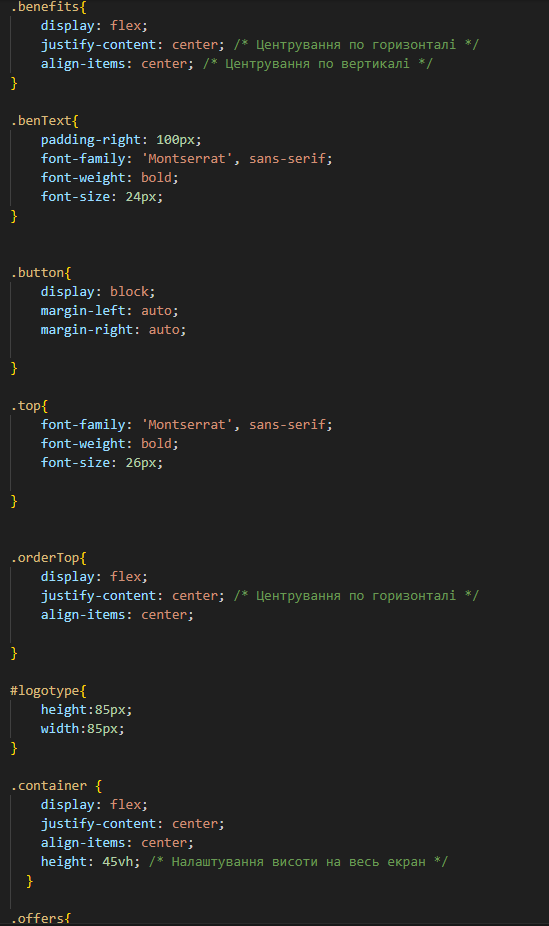 .benefits{
    display: flex;
    justify-content: center; /* Центрування по горизонталі */
    align-items: center; /* Центрування по вертикалі */
}

.benText{
    padding-right: 100px;
    font-family: 'Montserrat', sans-serif;
    font-weight: bold;
    font-size: 24px;
}

.button{
    display: block;
    margin-left: auto;
    margin-right: auto;

}

.top{
    font-family: 'Montserrat', sans-serif;
    font-weight: bold;
    font-size: 26px;

}

.orderTop{
    display: flex;
    justify-content: center; /* Центрування по горизонталі */
    align-items: center;

}

#logotype{
    height:85px;
    width:85px;
}

.container {
    display: flex;
    justify-content: center;
    align-items: center;
    height: 45vh; /* Налаштування висоти на весь екран */
  }

.offers{